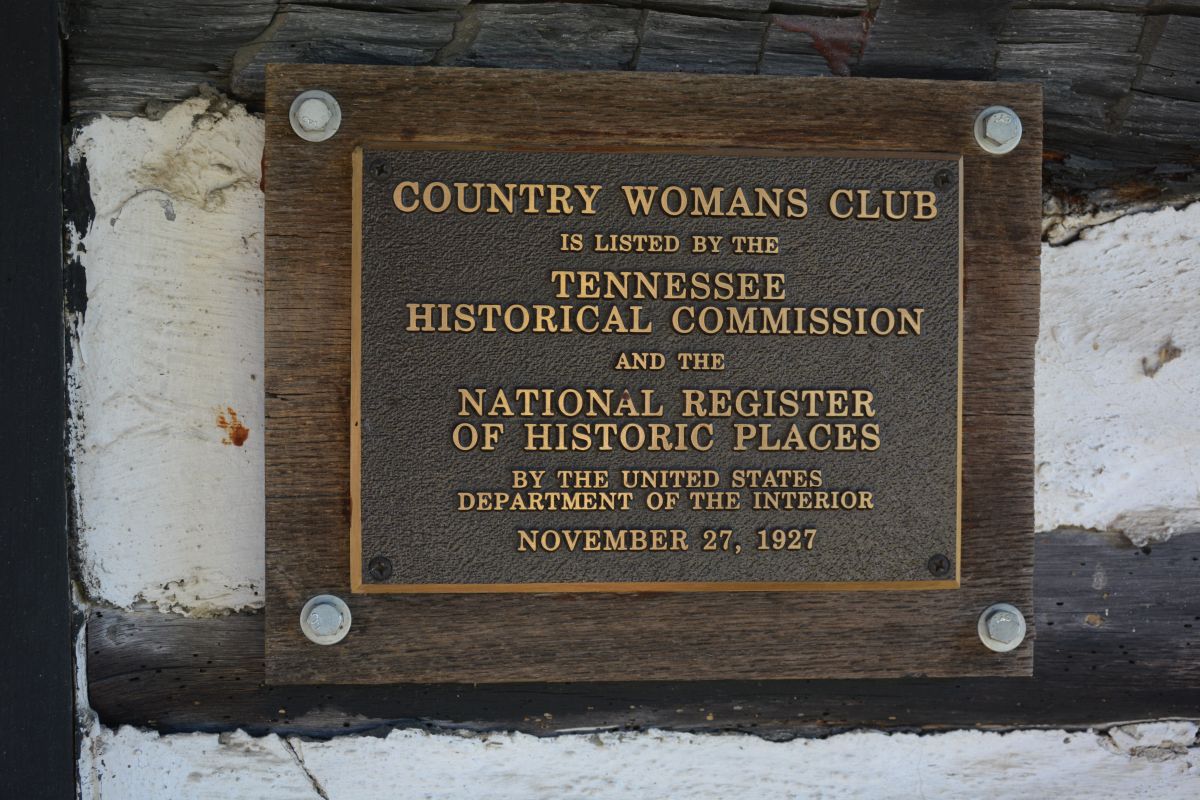 COUNTRY WOMANS CLUB
IS LISTED BY THE
TENNESSEE
HISTORICAL COMMISSION
AND THE
NATIONAL REGISTER
OF HISTORIC PLACES
BY THE UNITED STATES
DEPARTMENT OF THE INTERIOR
NOVEMBER 27, 1927